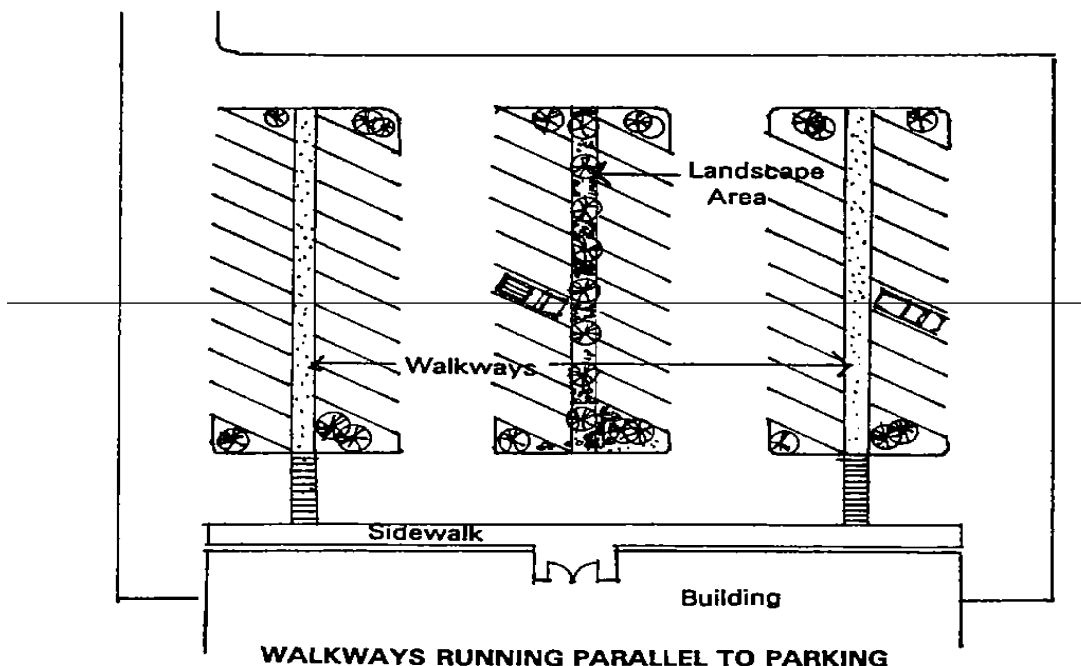 Landscape
Area
Walkways
Sidewalk
Building
WALKWAYS RUNNING PARALLEL TO PARKING